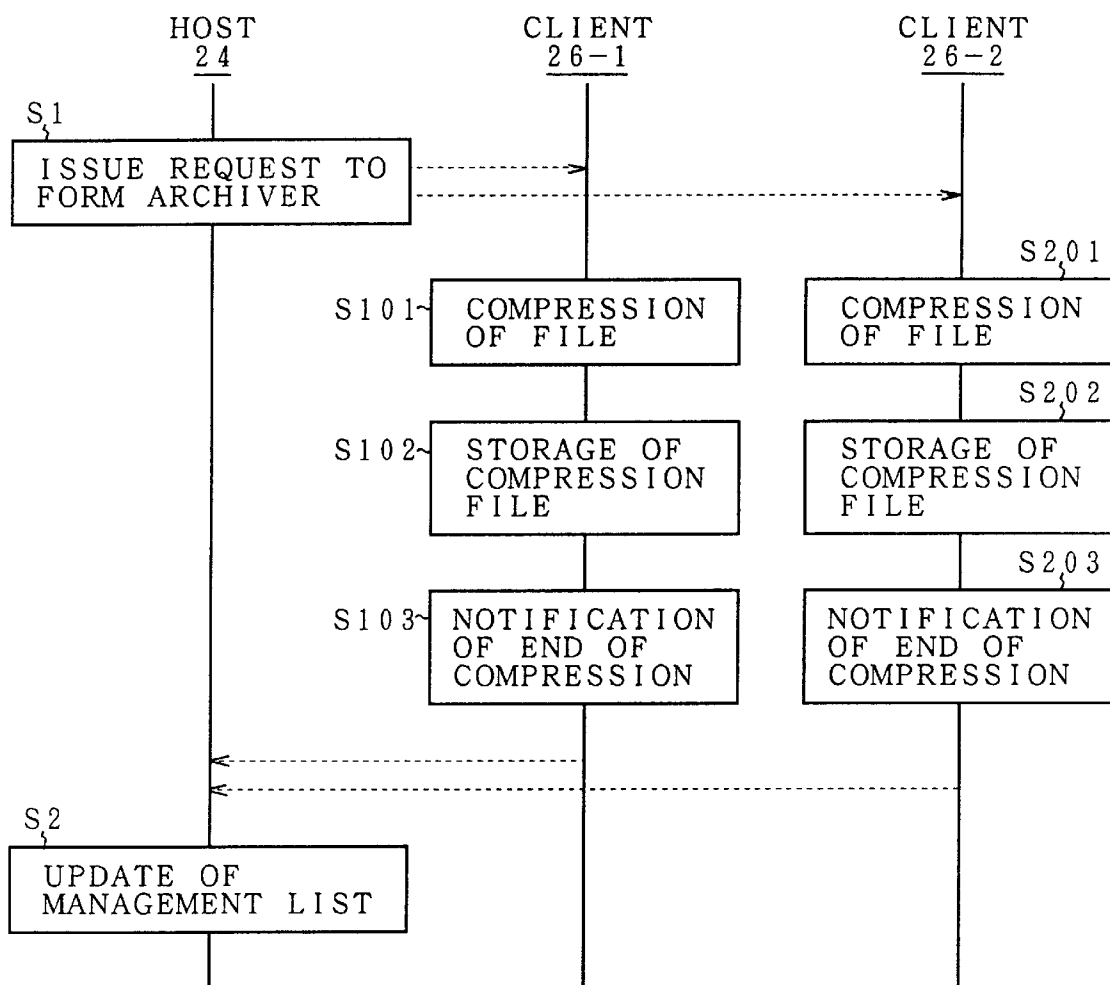 HOST
24
CLIENT
26-1
CLIENT
26-2
S1
ISSUE REQUEST TO
FORM ARCHIVER
S101
COMPRESSION
OF FILE
S201
COMPRESSION
OF FILE
S102
STORAGE OF
COMPRESSION
FILE
S202
STORAGE OF
COMPRESSION
FILE
S103
NOTIFICATION
OF END OF
COMPRESSION
S203
NOTIFICATION
OF END OF
COMPRESSION
S2
UPDATE OF
MANAGEMENT LIST